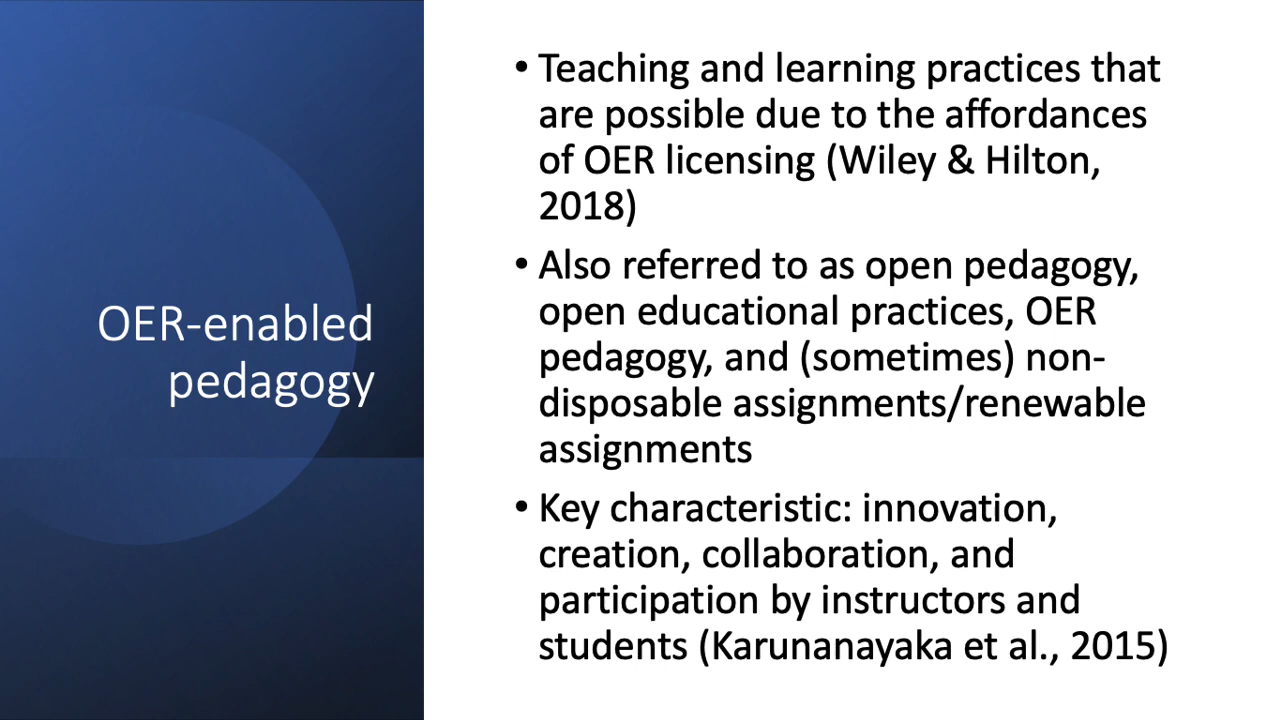 OER-enabled
pedagogy
• Teaching and learning practices that
are possible due to the affordances
of OER licensing (Wiley & Hilton,
2018)
• Also referred to as open pedagogy,
open educational practices, OER
pedagogy, and (sometimes) non-
disposable assignments/renewable
assignments
• Key characteristic: innovation,
creation, collaboration, and
participation by instructors and
students (Karunanayaka et al., 2015)